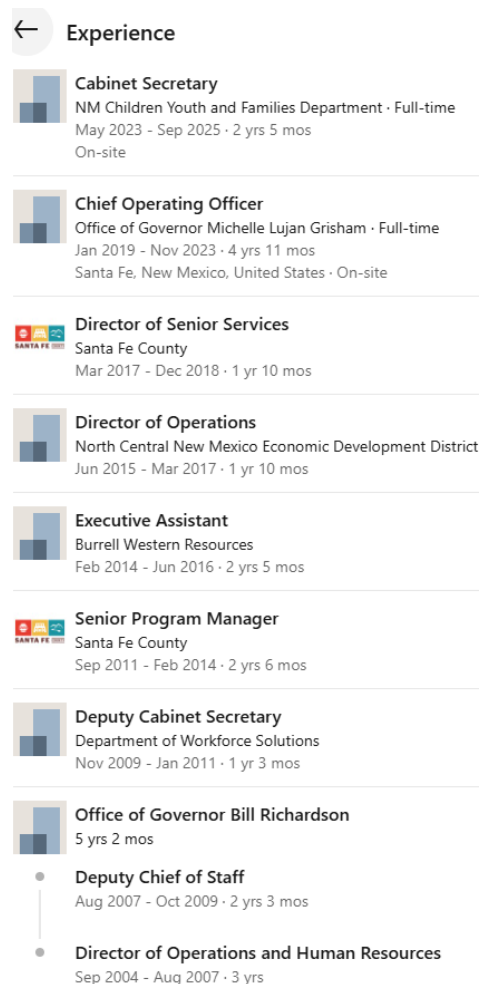 Experience
Cabinet Secretary
NM Children Youth and Families Department · Full-time
May 2023 - Sep 2025 · 2 yrs 5 mos
On-site
Chief Operating Officer
Office of Governor Michelle Lujan Grisham · Full-time
Jan 2019 - Nov 2023 · 4 yrs 11 mos
Santa Fe, New Mexico, United States · On-site
SANTA FE
Director of Senior Services
Santa Fe County
Mar 2017 - Dec 2018 · 1 yr 10 mos
Director of Operations
North Central New Mexico Economic Development District
Jun 2015 - Mar 2017 · 1 yr 10 mos
Executive Assistant
Burrell Western Resources
Feb 2014 - Jun 2016 · 2 yrs 5 mos
SANTA FE
Senior Program Manager
Santa Fe County
Sep 2011 - Feb 2014 · 2 yrs 6 mos
Deputy Cabinet Secretary
Department of Workforce Solutions
Nov 2009 - Jan 2011 · 1 yr 3 mos
Office of Governor Bill Richardson
5 yrs 2 mos
Deputy Chief of Staff
Aug 2007 - Oct 2009 · 2 yrs 3 mos
Director of Operations and Human Resources
Sep 2004 - Aug 2007 · 3 yrs